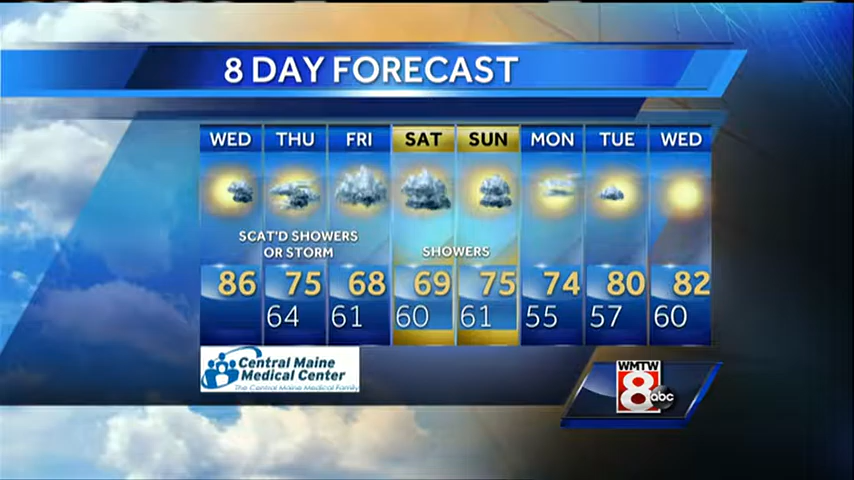 8 DAY FORECAST
WED THU FRI SAT SUN MON TUE WED
SCAT'D SHOWERS
OR STORM
SHOWERS
86 75 68 69 75 74 80 82
64 61 60 61 55 57 60
Central Maine
Medical Center
The Central Maine Medical Family
WMTW
8 abc